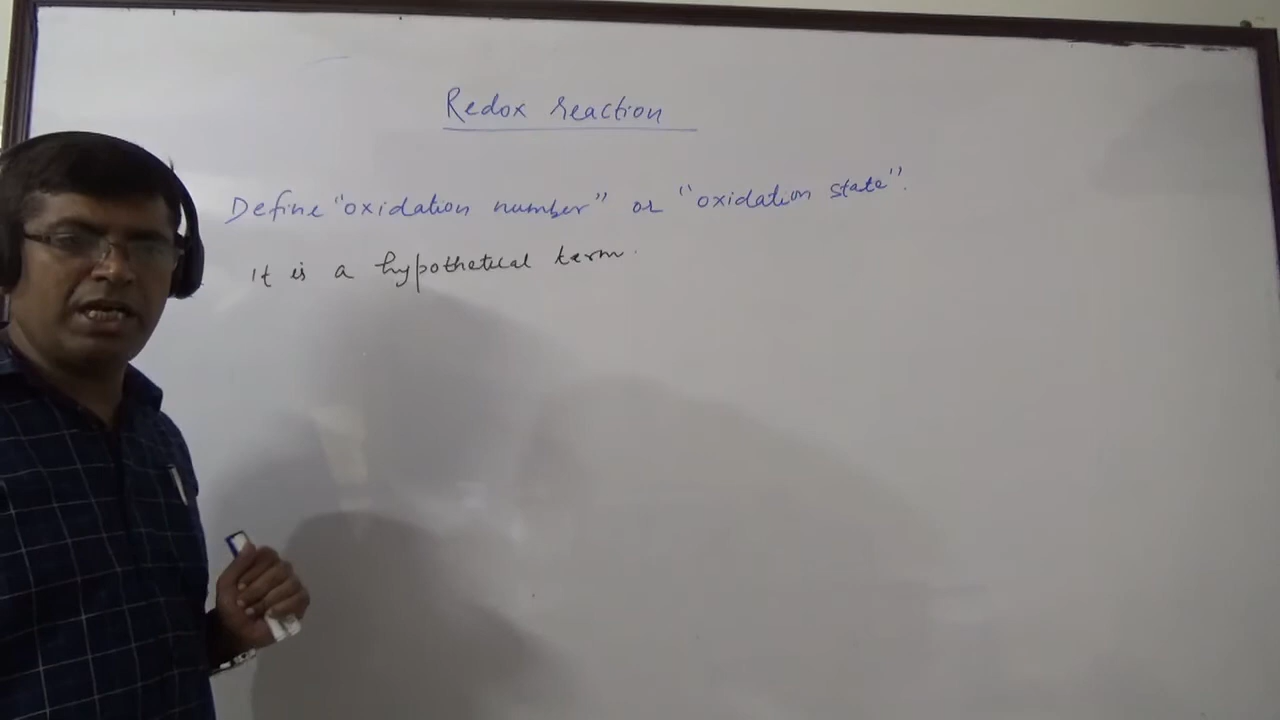 Redox reaction
Define "oxidation number" or "oxidation state".
It is a hypothetical term.